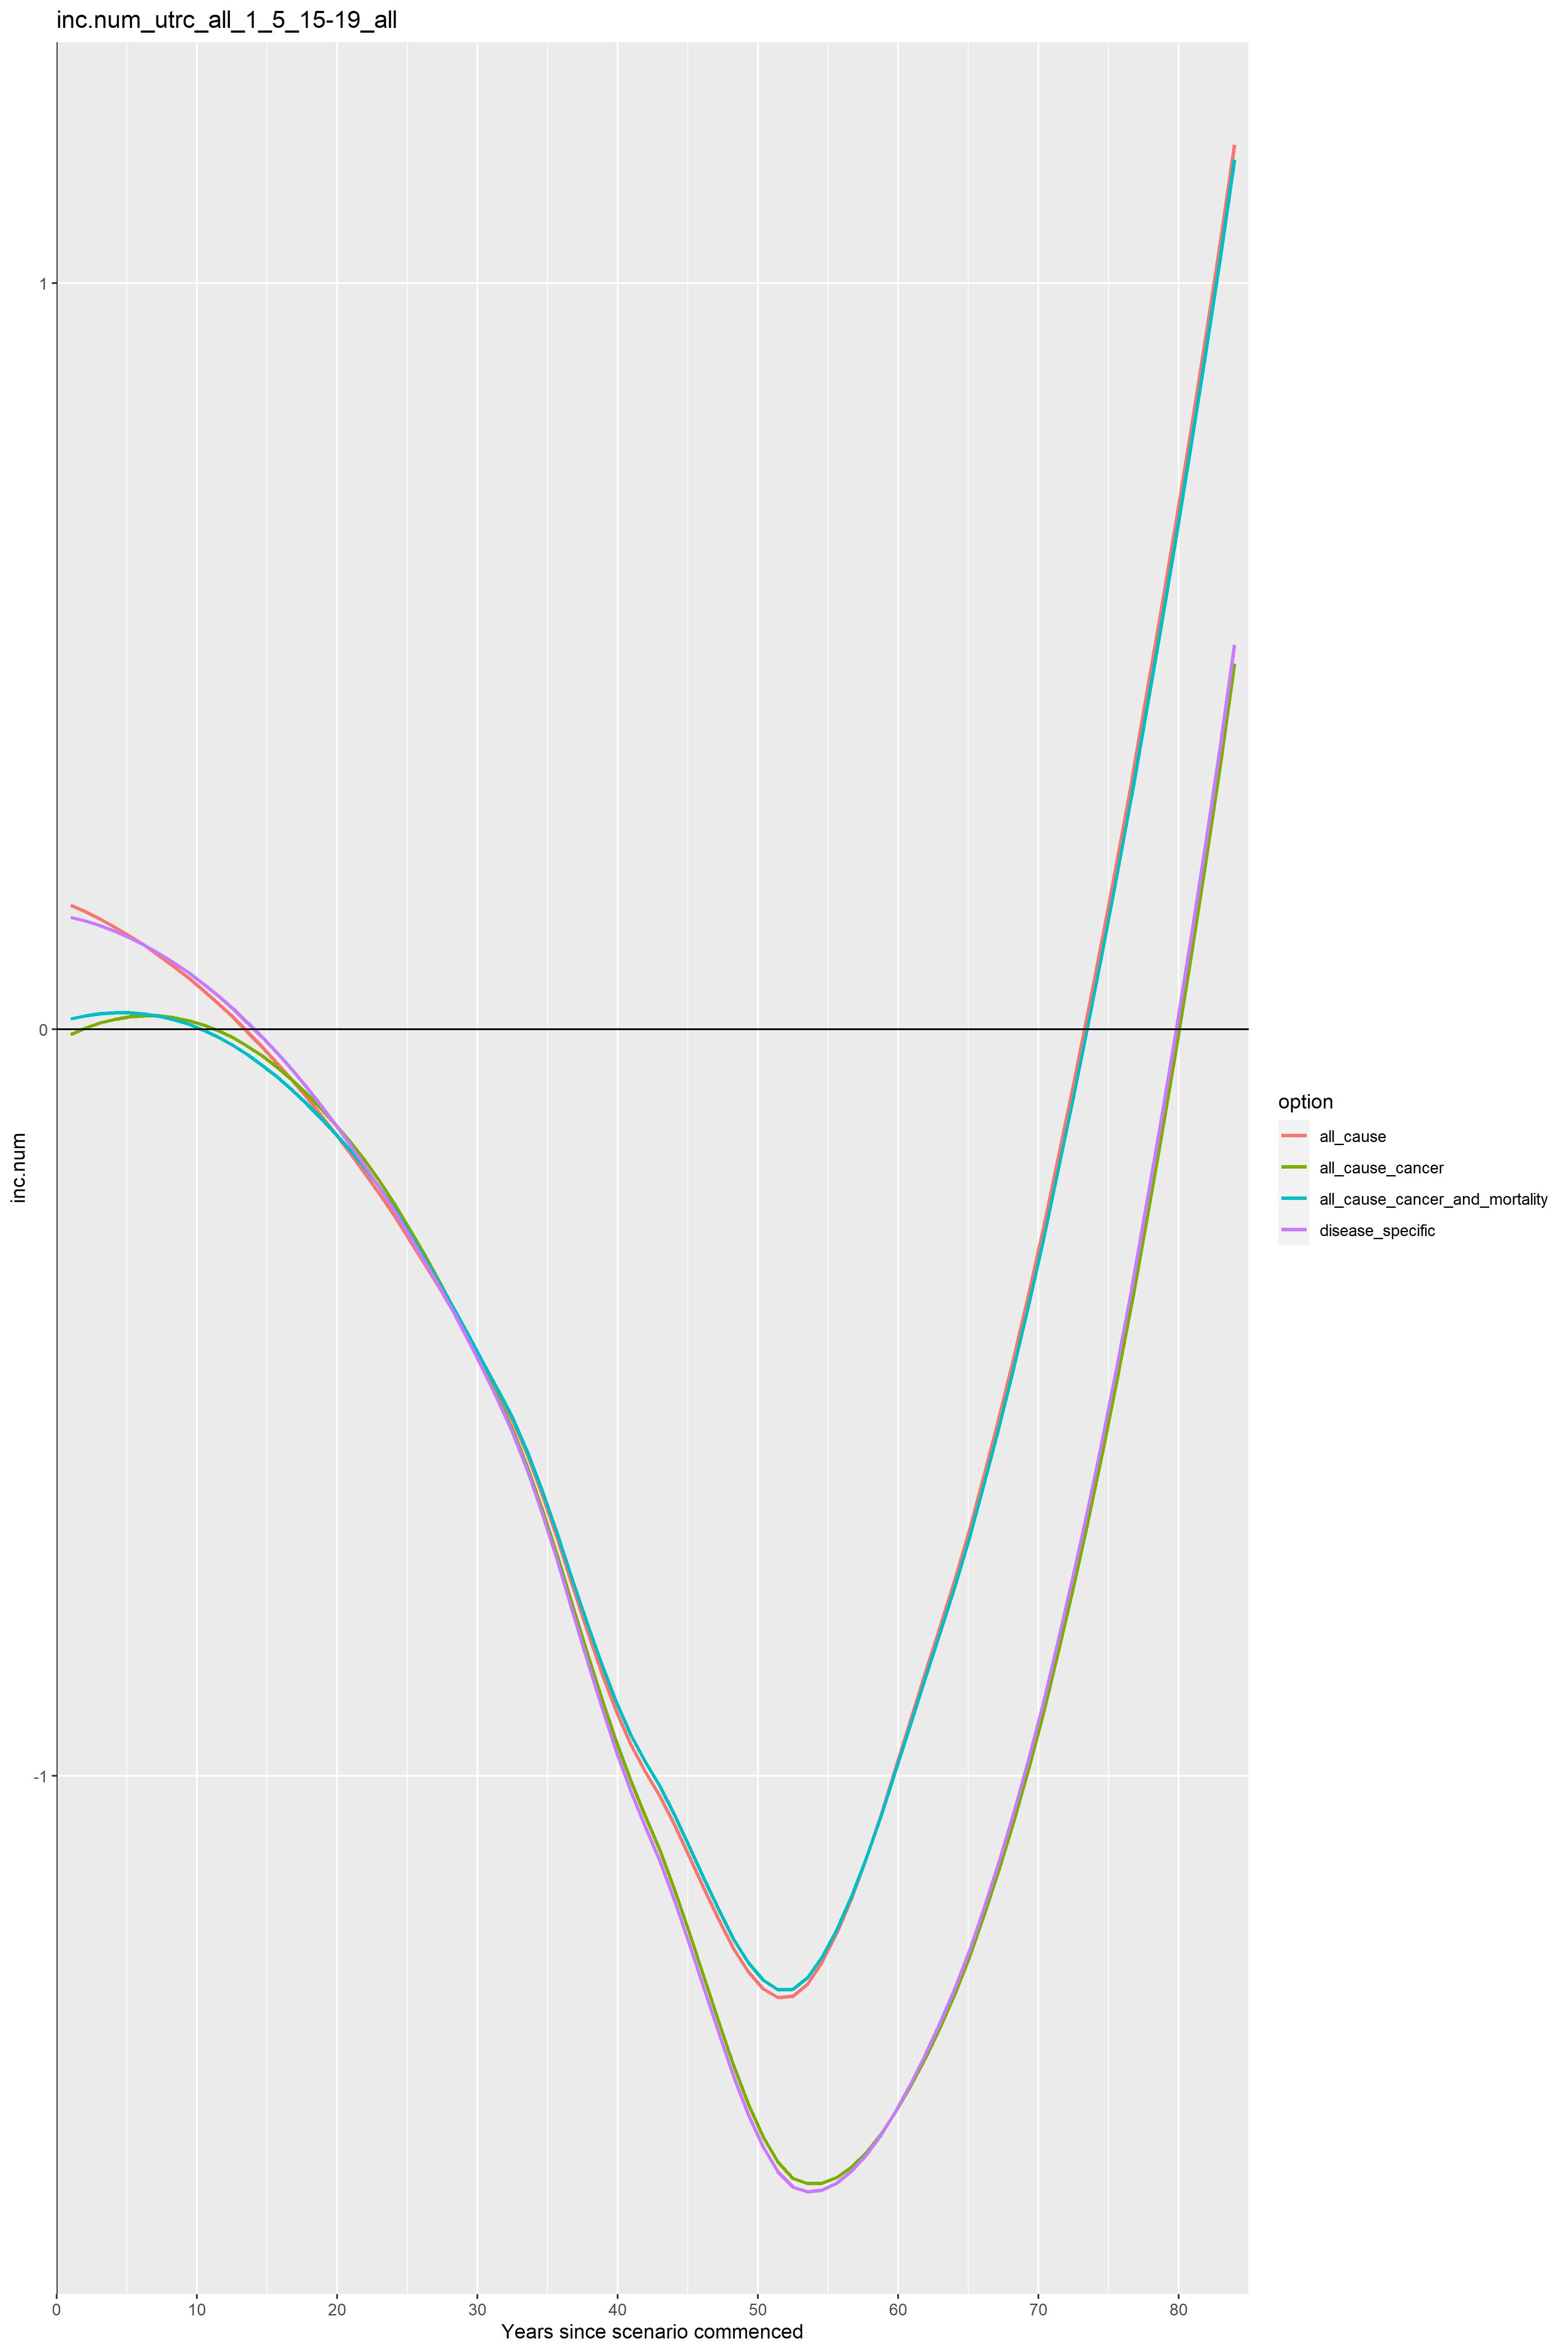 inc.num_utrc_all_1_5_15-19_all
1
0
-1
inc.num
0 10 20 30 40 50 60 70 80
Years since scenario commenced
option
all_cause
all_cause_cancer
all_cause_cancer_and_mortality
disease_specific